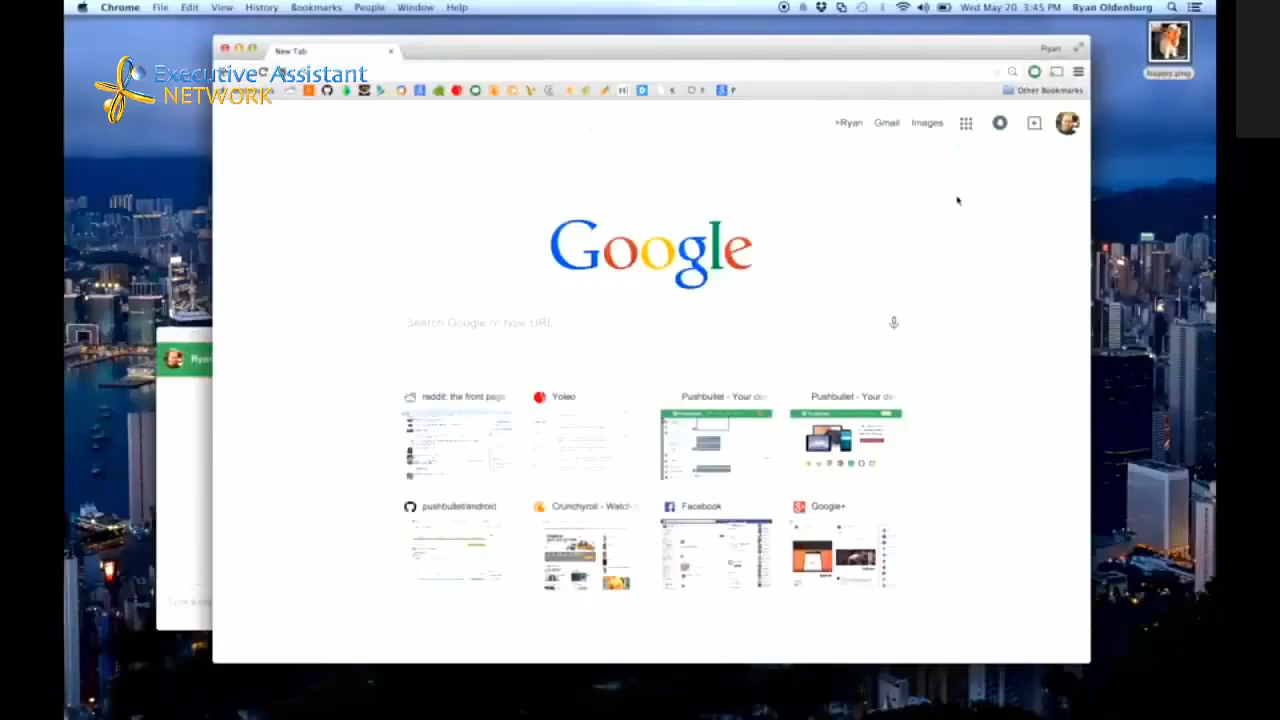 Chrome File Edit View History Bookmarks People Window Help
Wed May 20 3:45 PM Ryan Oldenburg
New Tab
Ryan
Executive Assistant
NETWORK
Other Bookmarks
+Ryan Gmail Images
Google
Search Google or type URL
reddit: the front page
Yoleo
Pushbullet - Your de
Pushbullet - Your de
pushbullet/android
Crunchyroll - Watch
Facebook
Google+